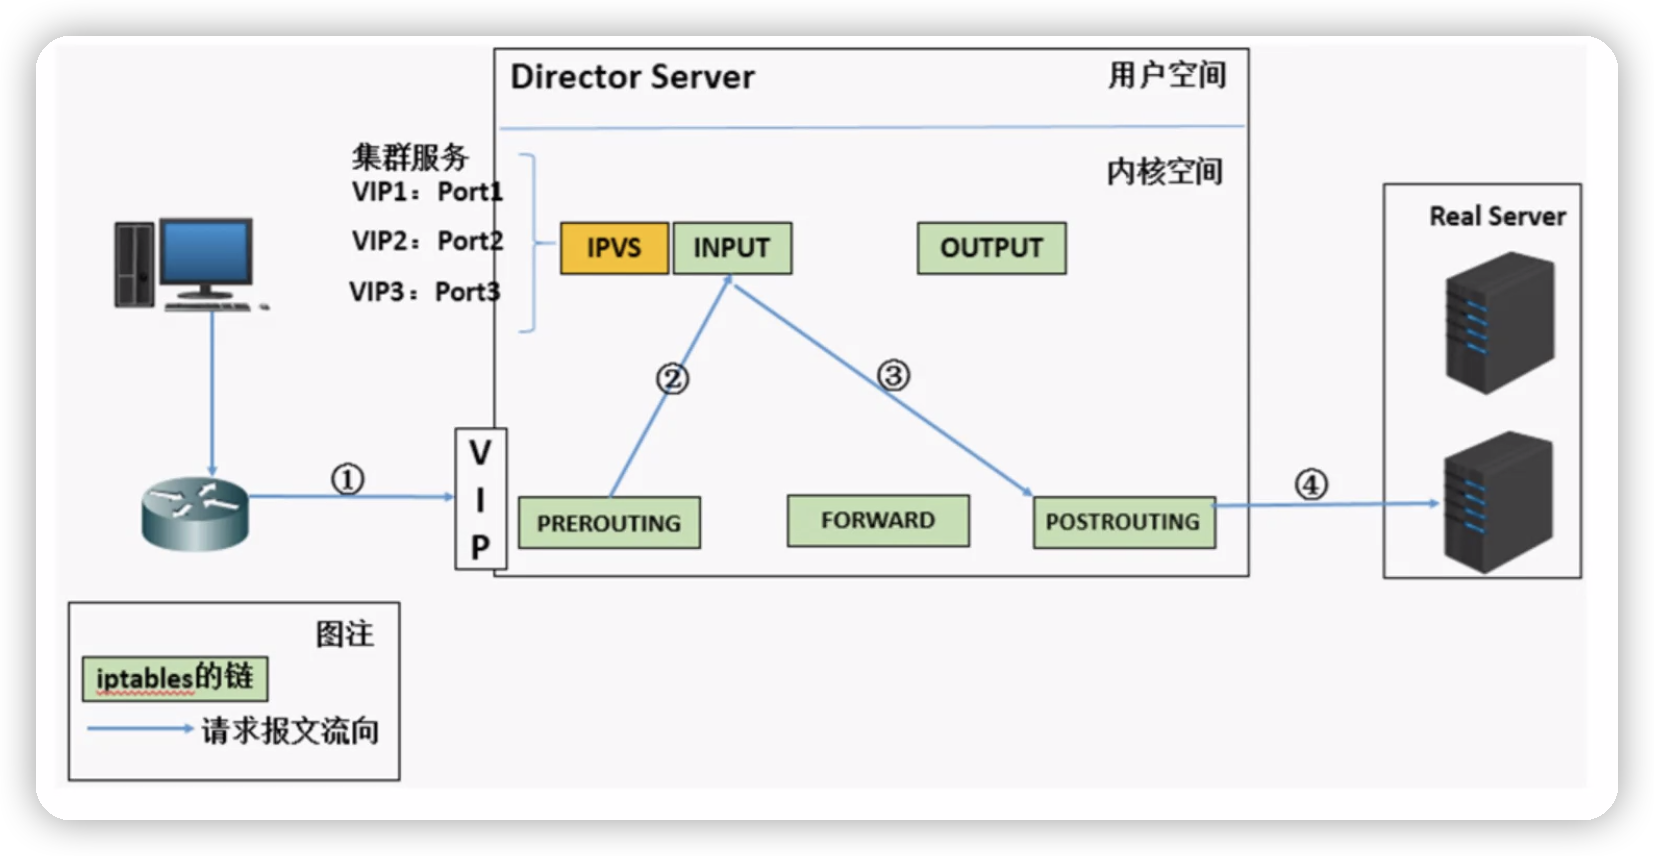 Director Server
用户空间
集群服务
内核空间
VIP1：Port1
VIP2：Port2
VIP3：Port3
IPVS
INPUT
OUTPUT
Real Server
②
③
①
④
V
I
P
PREROUTING
FORWARD
POSTROUTING
图注
iptables的链
请求报文流向